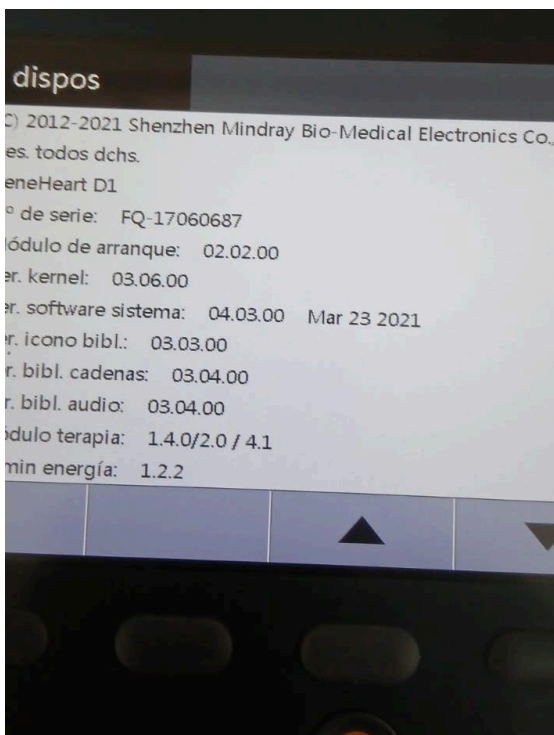 dispos
C) 2012-2021 Shenzhen Mindray Bio-Medical Electronics Co.,
es. todos dchs.
eneHeart D1
º de serie: FQ-17060687
ódulo de arranque: 02.02.00
er. kernel: 03.06.00
er. software sistema: 04.03.00 Mar 23 2021
er. icono bibl.: 03.03.00
r. bibl. cadenas: 03.04.00
r. bibl. audio: 03.04.00
ódulo terapia: 1.4.0/2.0 / 4.1
min energía: 1.2.2